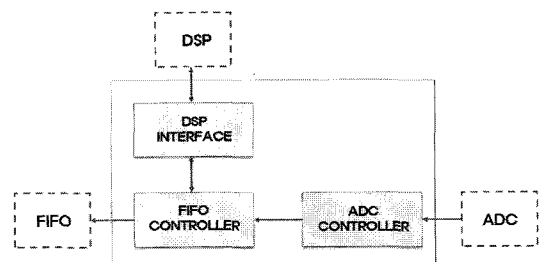 DSP
DSP
INTERFACE
FIFO
FIFO
CONTROLLER
ADC
CONTROLLER
ADC